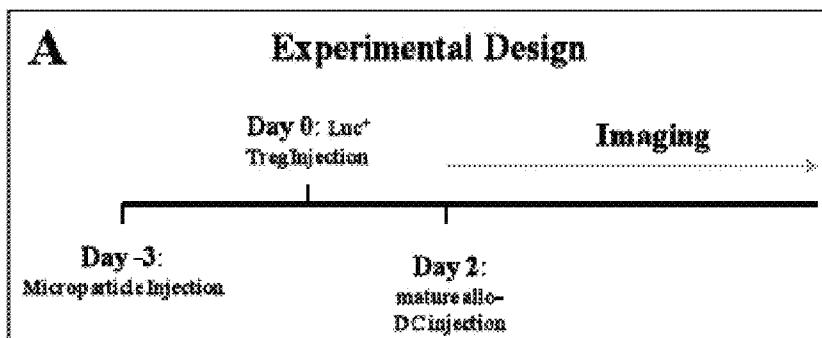 A
Experimental Design
Day 0: Luc⁺
Treg Injection
Imaging
Day -3:
Microparticle Injection
Day 2:
mature allo-
DC injection